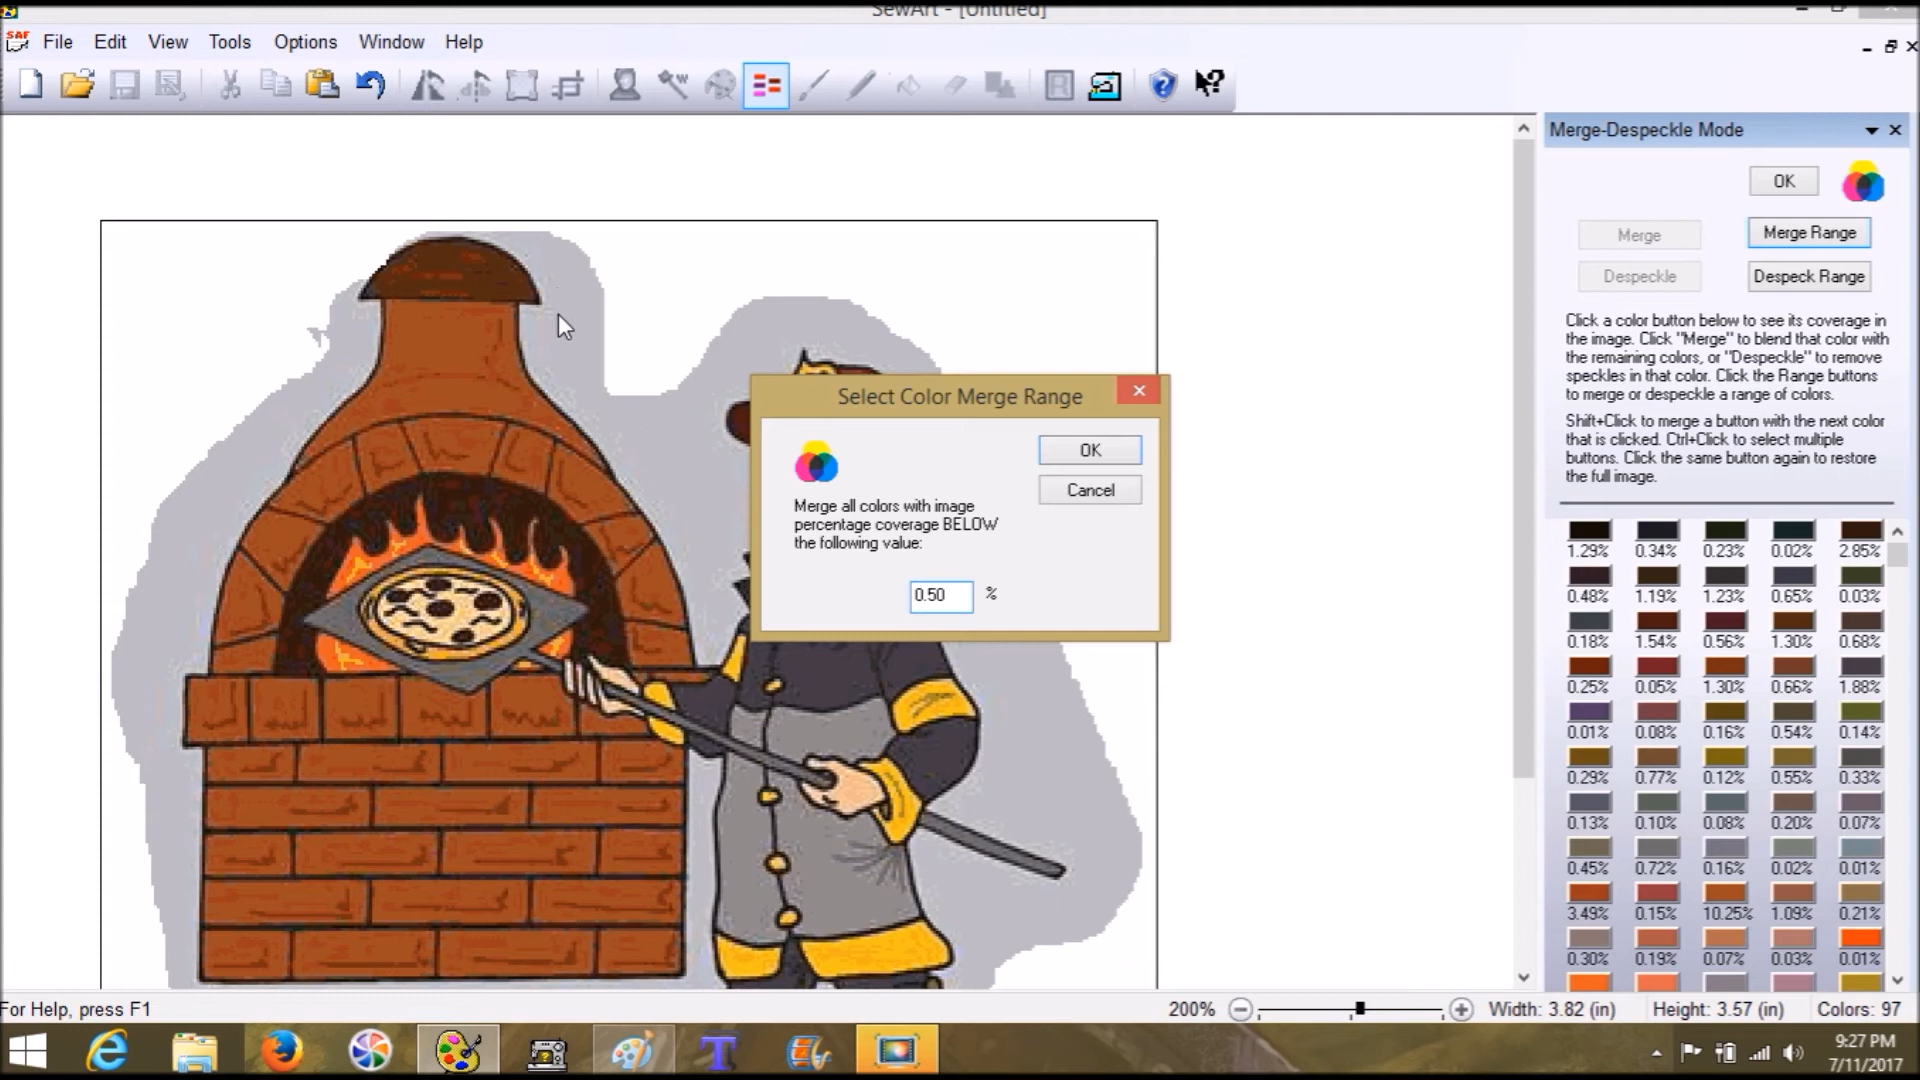 SewArt - [Untitled]
SAF
File Edit View Tools Options Window Help
Merge-Despeckle Mode
OK
Merge Merge Range
Despeckle Despeck Range
Click a color button below to see its coverage in
the image. Click "Merge" to blend that color with
the remaining colors, or "Despeckle" to remove
speckles in that color. Click the Range buttons
to merge or despeckle a range of colors.
Shift+Click to merge a button with the next color
that is clicked. Ctrl+Click to select multiple
buttons. Click the same button again to restore
the full image.
Select Color Merge Range
OK
Cancel
Merge all colors with image
percentage coverage BELOW
the following value:
0.50 %
1.29% 0.34% 0.23% 0.02% 2.85%
0.48% 1.19% 1.23% 0.65% 0.03%
0.18% 1.54% 0.56% 1.30% 0.68%
0.25% 0.05% 1.30% 0.66% 1.88%
0.01% 0.08% 0.16% 0.54% 0.14%
0.29% 0.77% 0.12% 0.55% 0.33%
0.13% 0.10% 0.08% 0.20% 0.07%
0.45% 0.72% 0.16% 0.02% 0.01%
3.49% 0.15% 10.25% 1.09% 0.21%
0.30% 0.19% 0.07% 0.03% 0.01%
For Help, press F1
200% Width: 3.82 (in) Height: 3.57 (in) Colors: 97
9:27 PM
7/11/2017